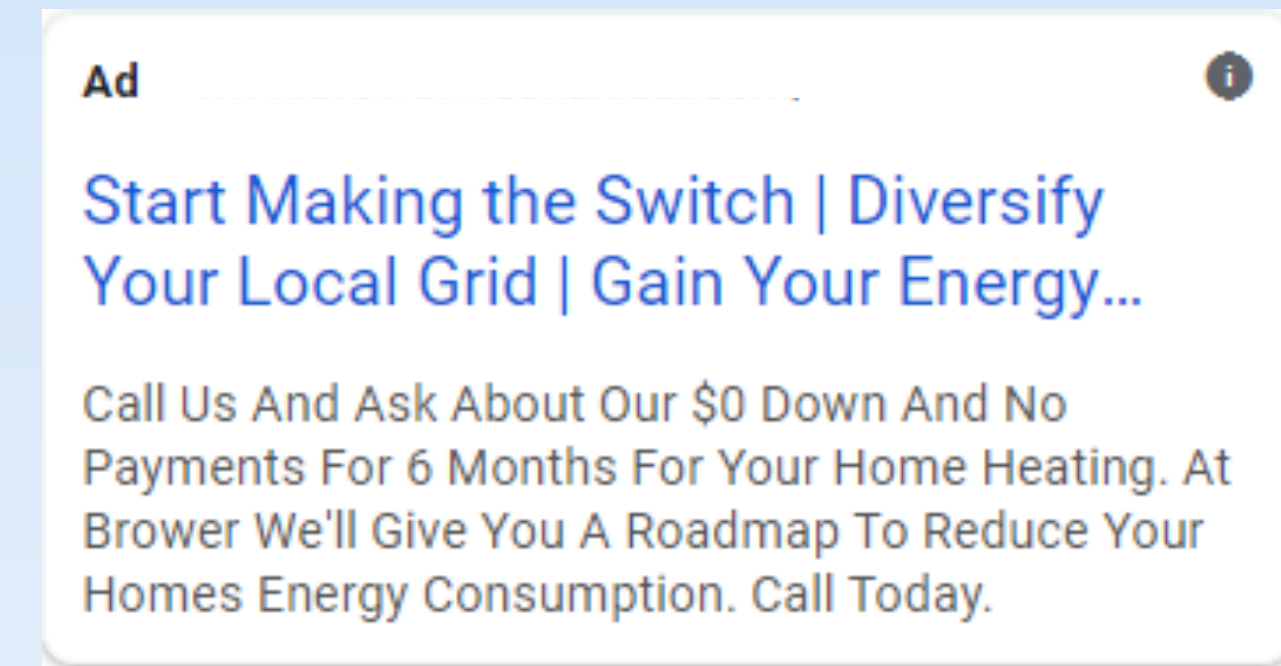 Ad
Start Making the Switch | Diversify
Your Local Grid | Gain Your Energy...
Call Us And Ask About Our $0 Down And No
Payments For 6 Months For Your Home Heating. At
Brower We'll Give You A Roadmap To Reduce Your
Homes Energy Consumption. Call Today.